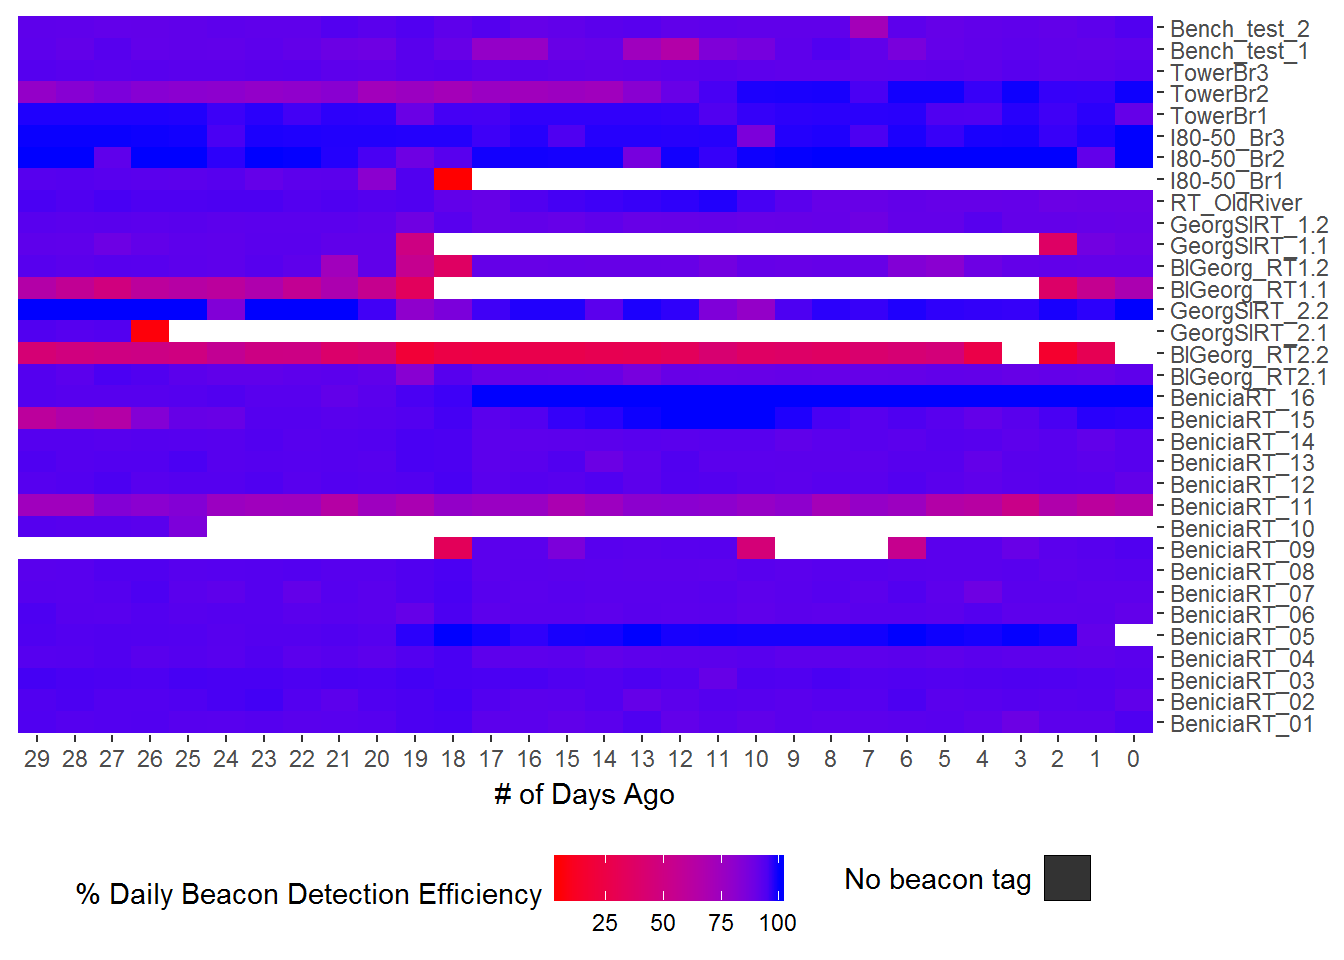 Bench_test_2
Bench_test_1
TowerBr3
TowerBr2
TowerBr1
I80-50_Br3
I80-50_Br2
I80-50_Br1
RT_OldRiver
GeorgSlRT_1.2
GeorgSlRT_1.1
BlGeorg_RT1.2
BlGeorg_RT1.1
GeorgSlRT_2.2
GeorgSlRT_2.1
BlGeorg_RT2.2
BlGeorg_RT2.1
BeniciaRT_16
BeniciaRT_15
BeniciaRT_14
BeniciaRT_13
BeniciaRT_12
BeniciaRT_11
BeniciaRT_10
BeniciaRT_09
BeniciaRT_08
BeniciaRT_07
BeniciaRT_06
BeniciaRT_05
BeniciaRT_04
BeniciaRT_03
BeniciaRT_02
BeniciaRT_01
29 28 27 26 25 24 23 22 21 20 19 18 17 16 15 14 13 12 11 10 9 8 7 6 5 4 3 2 1 0
# of Days Ago
% Daily Beacon Detection Efficiency
25 50 75 100
No beacon tag